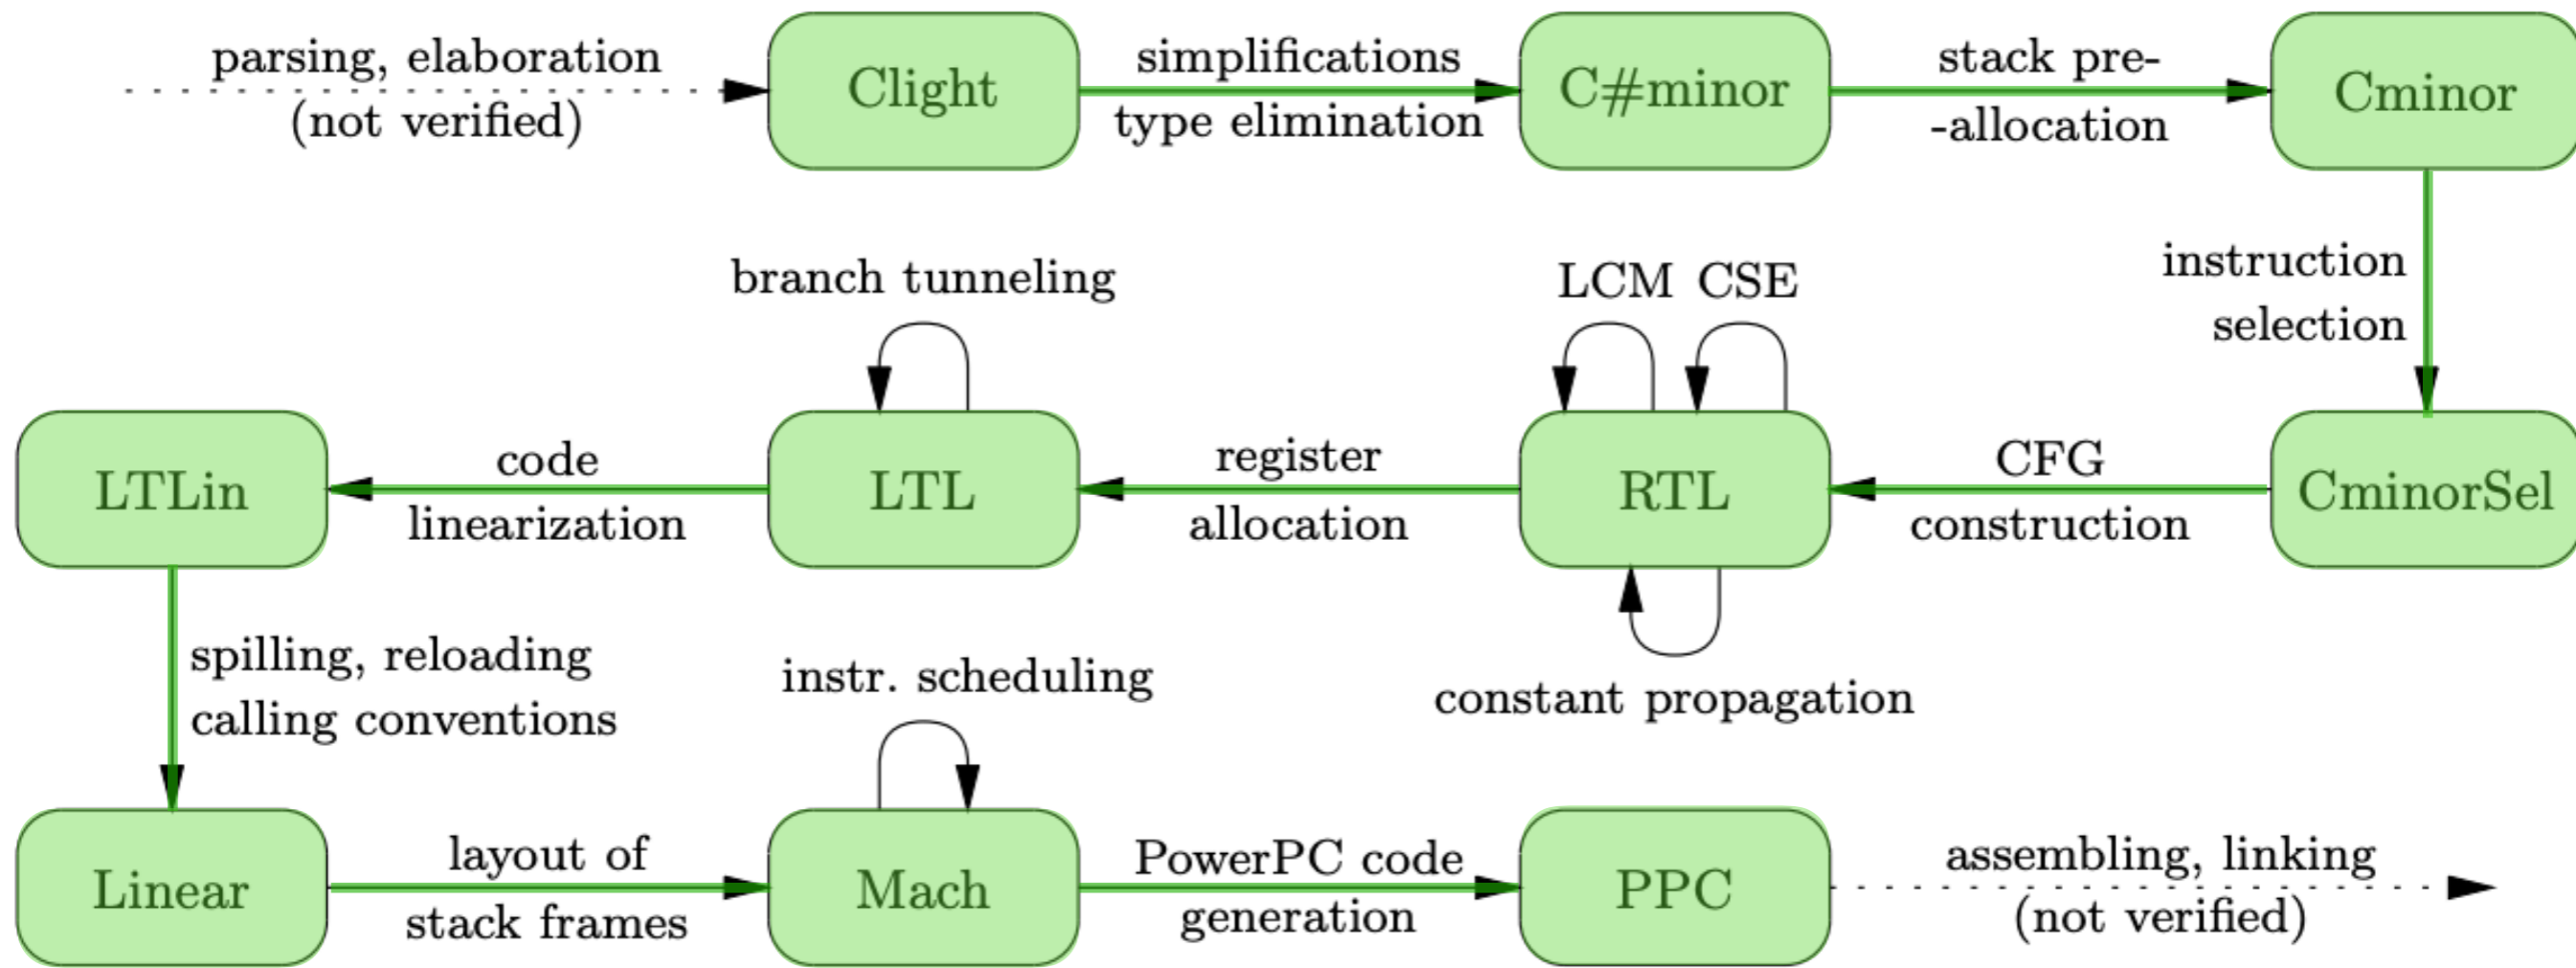 parsing, elaboration
(not verified)
Clight
simplifications
type elimination
C#minor
stack pre-
-allocation
Cminor
instruction
selection
branch tunneling
LCM
CSE
LTLin
code
linearization
LTL
register
allocation
RTL
CFG
construction
CminorSel
spilling, reloading
calling conventions
instr. scheduling
constant propagation
Linear
layout of
stack frames
Mach
PowerPC code
generation
PPC
assembling, linking
(not verified)